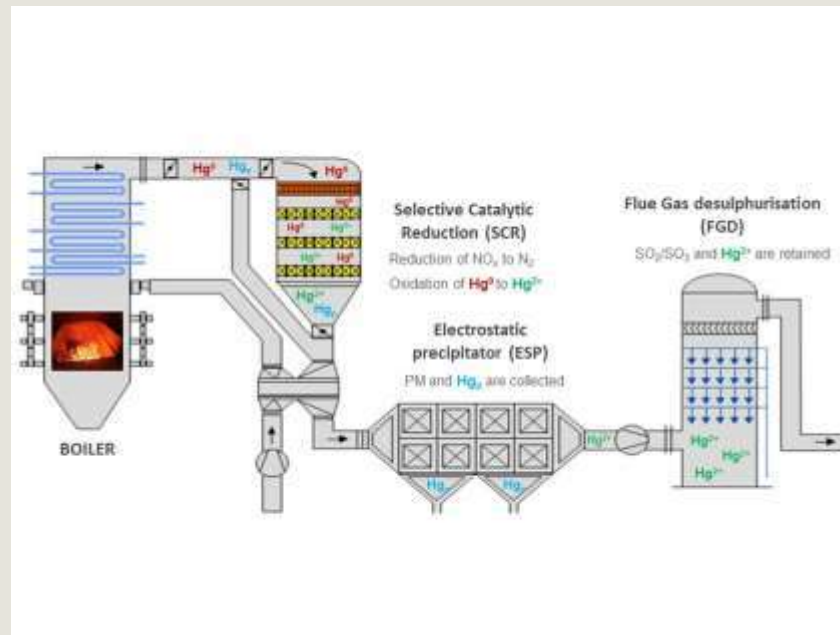 Hg⁰ Hgₚ
Hg⁰
Hg⁰
Hg⁰ Hg²⁺
Hg²⁺ Hg⁰
Hg²⁺
Hgₚ
Selective Catalytic
Reduction (SCR)
Reduction of NOₓ to N₂
Oxidation of Hg⁰ to Hg²⁺
Flue Gas desulphurisation
(FGD)
SO₂/SO₃ and Hg²⁺ are retained
Electrostatic
precipitator (ESP)
PM and Hgₚ are collected
BOILER
Hg²⁺
Hgₚ Hgₚ
Hg²⁺
Hg²⁺
Hg²⁺